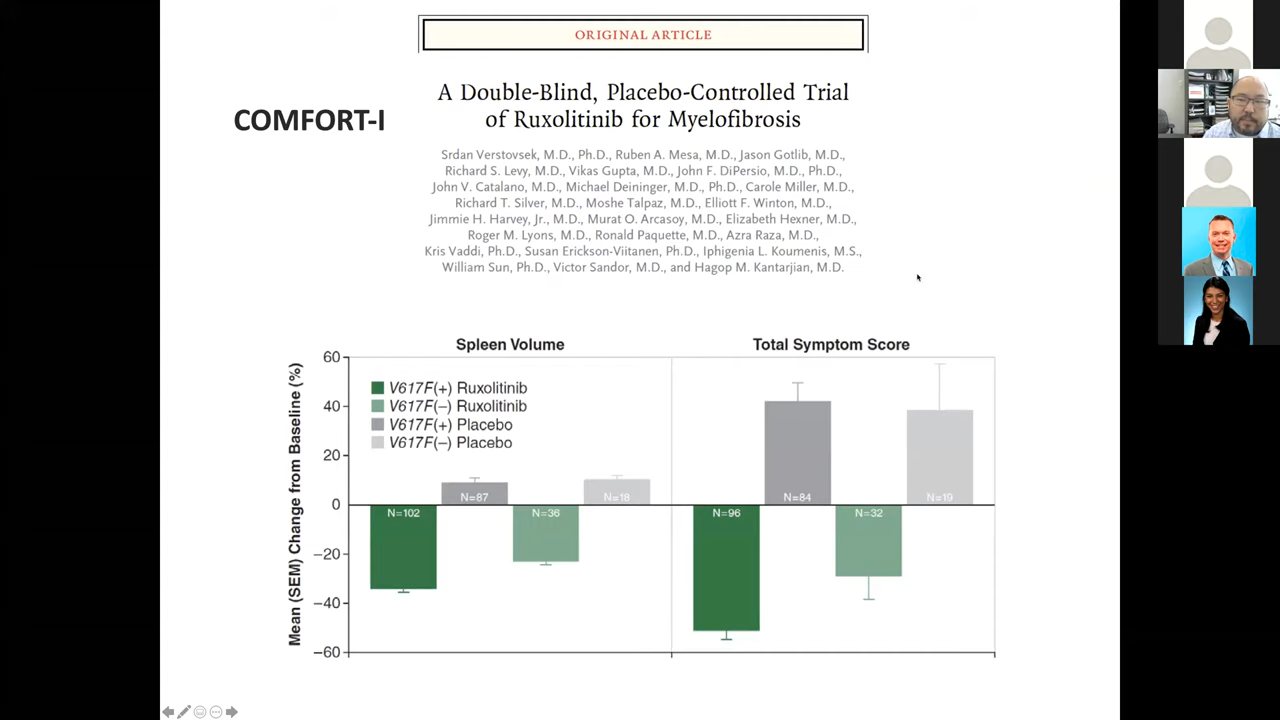 ORIGINAL ARTICLE
COMFORT-I
A Double-Blind, Placebo-Controlled Trial
of Ruxolitinib for Myelofibrosis
Srdan Verstovsek, M.D., Ph.D., Ruben A. Mesa, M.D., Jason Gotlib, M.D.,
Richard S. Levy, M.D., Vikas Gupta, M.D., John F. DiPersio, M.D., Ph.D.,
John V. Catalano, M.D., Michael Deininger, M.D., Ph.D., Carole Miller, M.D.,
Richard T. Silver, M.D., Moshe Talpaz, M.D., Elliott F. Winton, M.D.,
Jimmie H. Harvey, Jr., M.D., Murat O. Arcasoy, M.D., Elizabeth Hexner, M.D.,
Roger M. Lyons, M.D., Ronald Paquette, M.D., Azra Raza, M.D.,
Kris Vaddi, Ph.D., Susan Erickson-Viitanen, Ph.D., Iphigenia L. Koumenis, M.S.,
William Sun, Ph.D., Victor Sandor, M.D., and Hagop M. Kantarjian, M.D.
Mean (SEM) Change from Baseline (%)
60
40
20
0
−20
−40
−60
Spleen Volume
V617F(+) Ruxolitinib
V617F(−) Ruxolitinib
V617F(+) Placebo
V617F(−) Placebo
N=102
N=87
N=36
N=18
Total Symptom Score
N=96
N=84
N=32
N=19